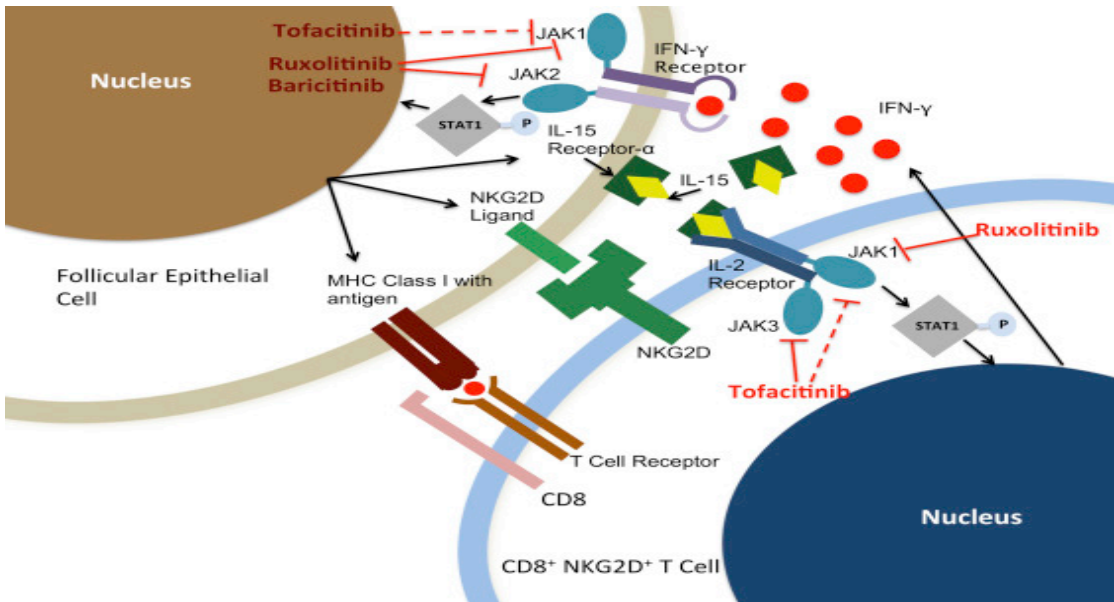 Tofacitinib
JAK1
Nucleus
Ruxolitinib
Baricitinib
JAK2
IFN-γ
Receptor
STAT1
P
IL-15
Receptor-α
IFN-γ
IL-15
NKG2D
Ligand
Ruxolitinib
JAK1
IL-2
Receptor
Follicular Epithelial
Cell
MHC Class I with
antigen
JAK3
STAT1
P
NKG2D
Tofacitinib
T Cell Receptor
CD8
Nucleus
CD8⁺ NKG2D⁺ T Cell